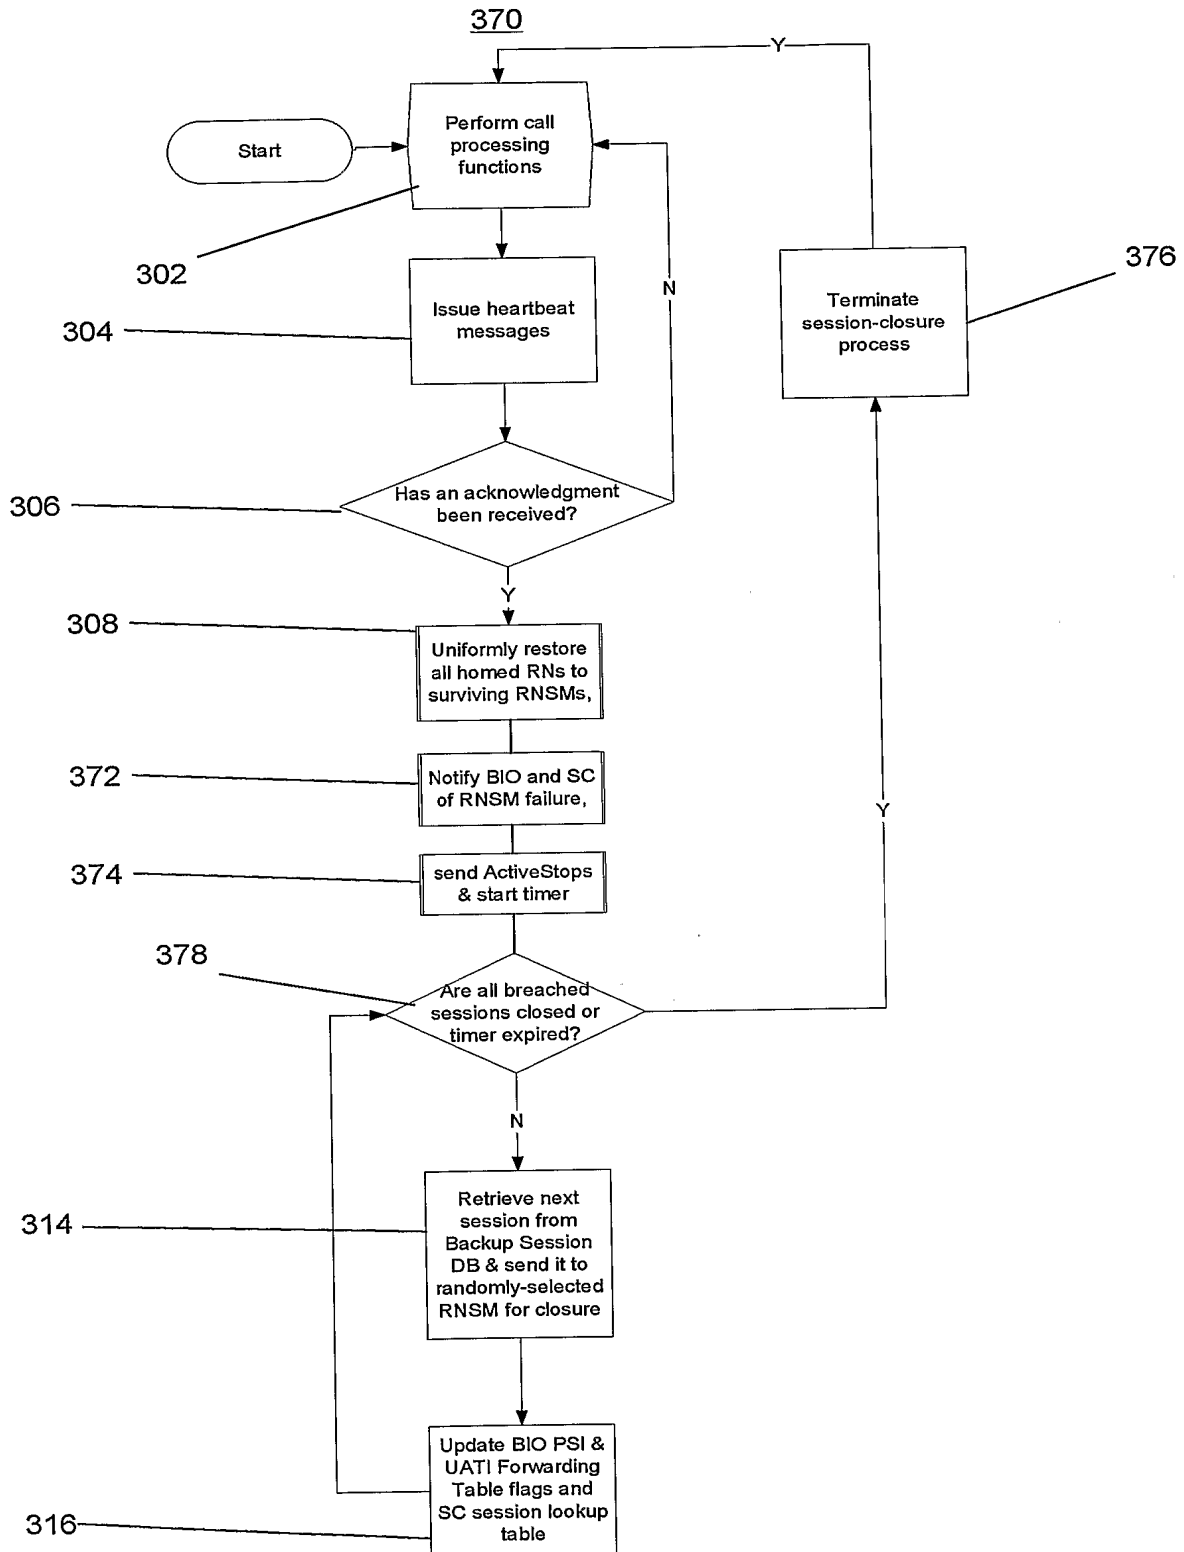 370
Y
Start
Perform call
processing
functions
302
376
Terminate
session-closure
process
N
304
Issue heartbeat
messages
306
Has an acknowledgment
been received?
Y
308
Uniformly restore
all homed RNs to
surviving RNSMs,
372
Notify BIO and SC
of RNSM failure,
Y
374
send ActiveStops
& start timer
378
Are all breached
sessions closed or
timer expired?
N
314
Retrieve next
session from
Backup Session
DB & send it to
randomly-selected
RNSM for closure
316
Update BIO PSI &
UATI Forwarding
Table flags and
SC session lookup
table